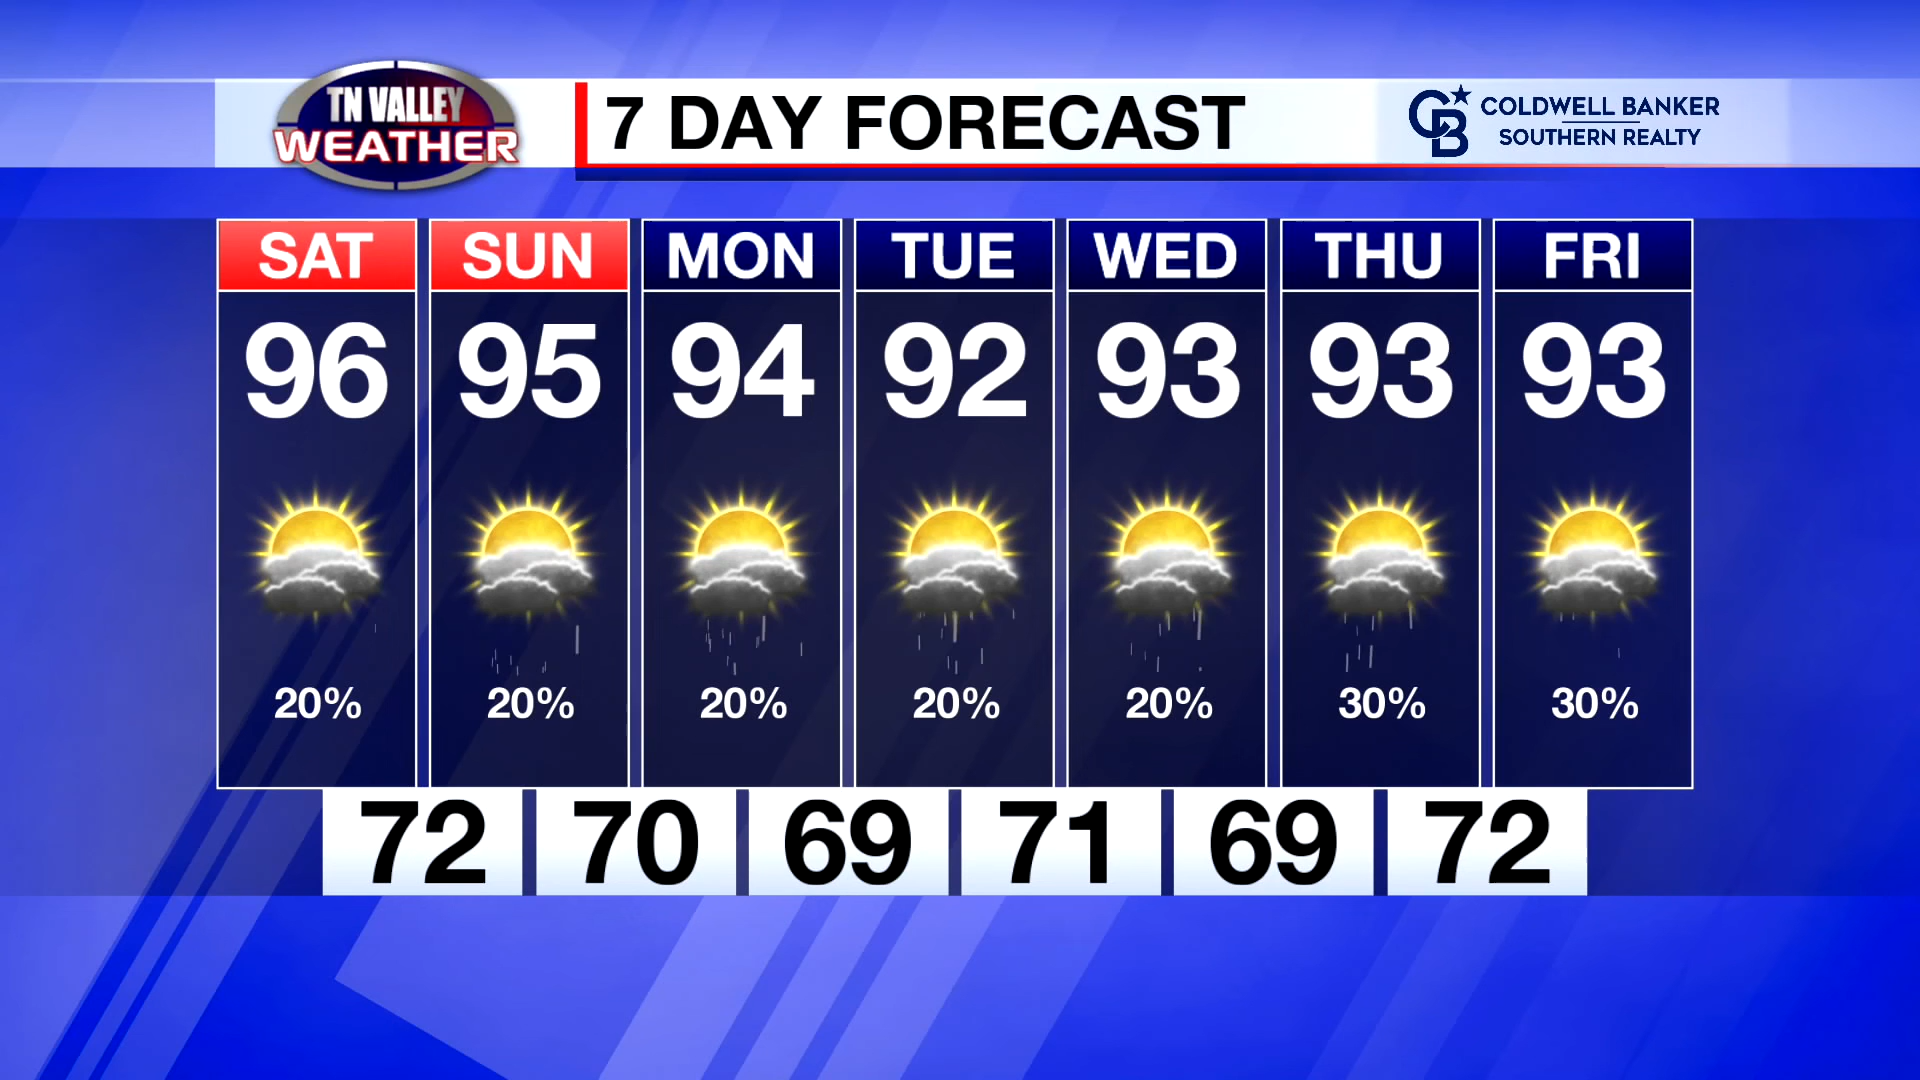 TN VALLEY
WEATHER
7 DAY FORECAST
COLDWELL BANKER
SOUTHERN REALTY
SAT SUN MON TUE WED THU FRI
96 95 94 92 93 93 93
20% 20% 20% 20% 20% 30% 30%
72 70 69 71 69 72